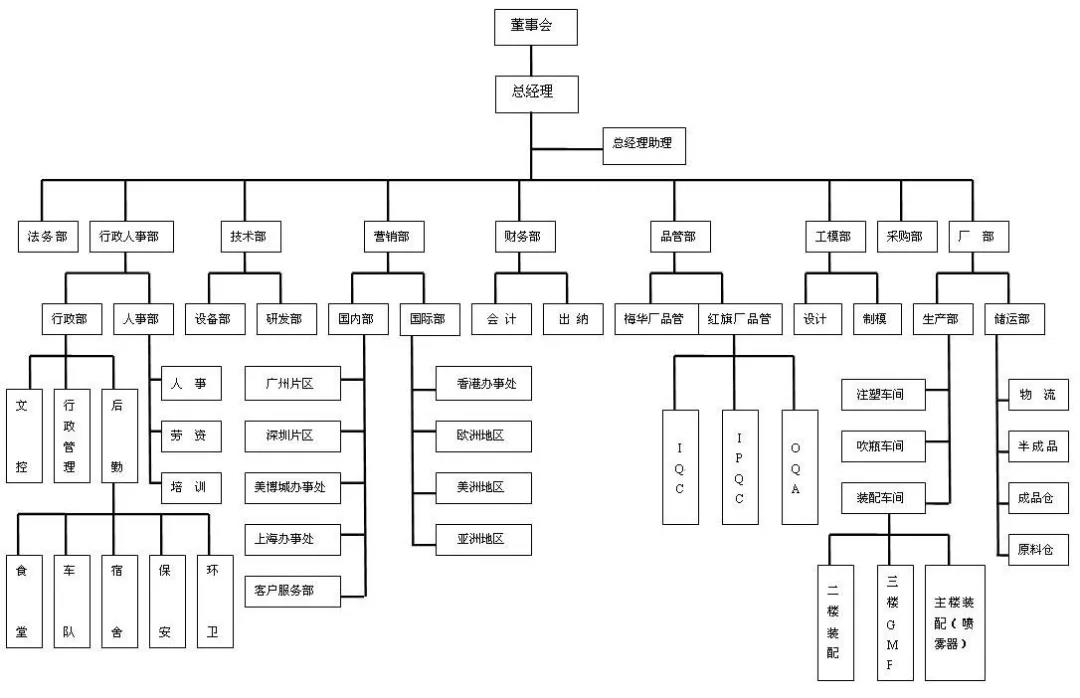 董事会
总经理
总经理助理
法务部
行政人事部
技术部
营销部
财务部
品管部
工模部
采购部
厂 部
行政部
人事部
设备部
研发部
国内部
国际部
会 计
出 纳
梅华厂品管
红旗厂品管
设计
制模
生产部
储运部
文控
行政管理
后勤
人 事
劳 资
培 训
广州片区
深圳片区
美博城办事处
上海办事处
客户服务部
香港办事处
欧洲地区
美洲地区
亚洲地区
IQC
IPQC
OQA
注塑车间
吹瓶车间
装配车间
物 流
半成品
成品仓
原料仓
食堂
车队
宿舍
保安
环卫
二楼装配
三楼GMF
主楼装
配(喷
雾器)